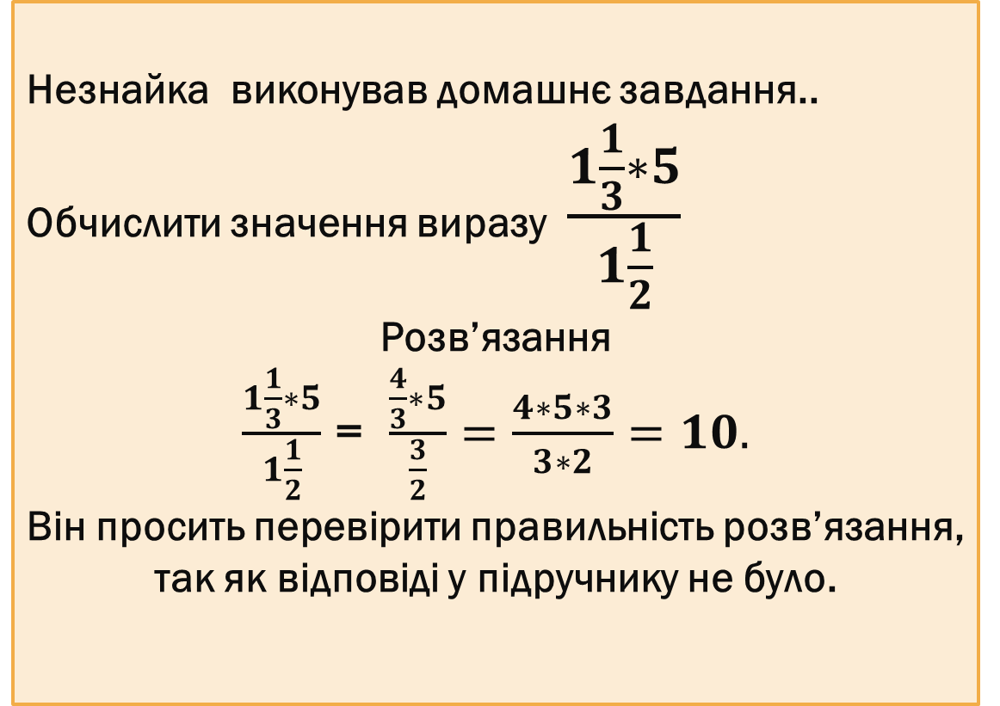 Незнайка виконував домашнє завдання..
Обчислити значення виразу $\frac{1\frac{1}{3}*5}{1\frac{1}{2}}$
Розв’язання
$\frac{1\frac{1}{3}*5}{1\frac{1}{2}} = \frac{\frac{4}{3}*5}{\frac{3}{2}} = \frac{4*5*3}{3*2} = 10.$
Він просить перевірити правильність розв’язання,
так як відповіді у підручнику не було.